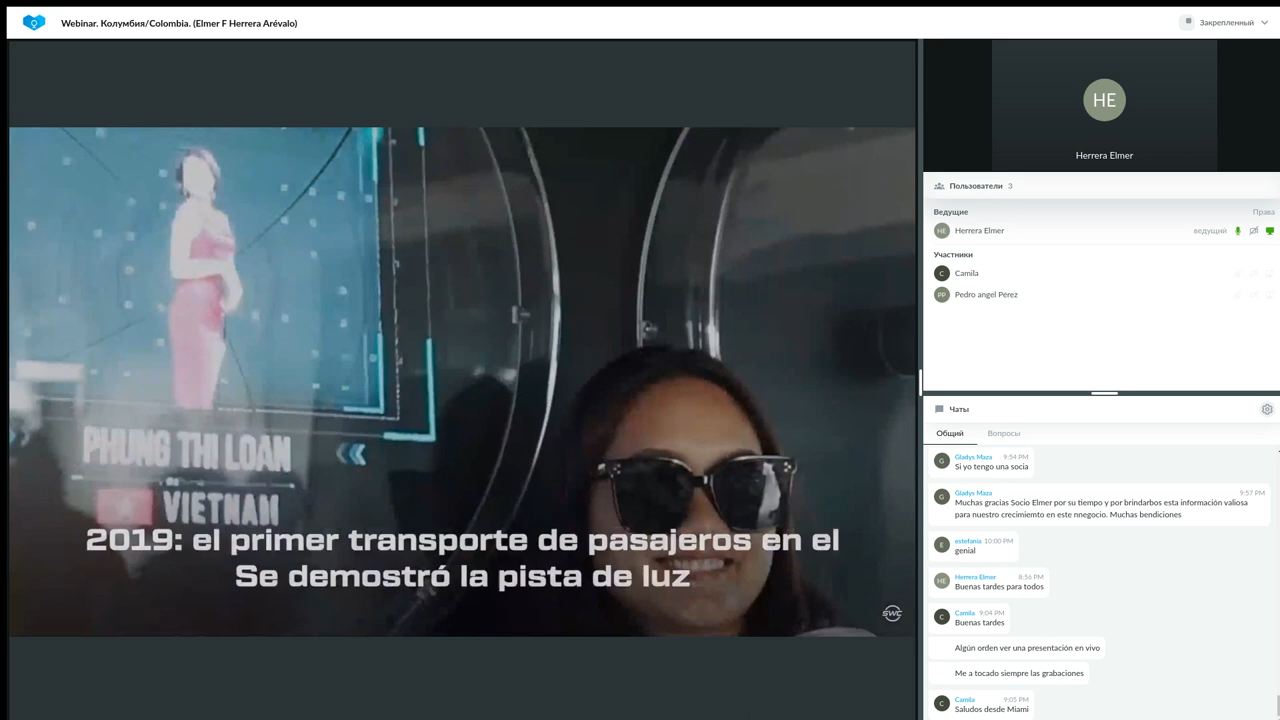 Webinar. Колумбия/Colombia. (Elmer F Herrera Arévalo)
Закрепленный
PHUNG THI LOAN
VIETNAM
2019: el primer transporte de pasajeros en el
Se demostró la pista de luz
SWC
HE
Herrera Elmer
Пользователи 3
Ведущие
Права
HE
Herrera Elmer
ведущий
Участники
C
Camila
PP
Pedro angel Pérez
Чаты
Общий
Вопросы
G
Gladys Maza 9:54 PM
Si yo tengo una socia
G
Gladys Maza 9:57 PM
Muchas gracias Socio Elmer por su tiempo y por brindarbos esta información valiosa
para nuestro crecimiemto en este nnegocio. Muchas bendiciones
E
estefania 10:00 PM
genial
HE
Herrera Elmer 8:56 PM
Buenas tardes para todos
C
Camila 9:04 PM
Buenas tardes
Algún orden ver una presentación en vivo
Me a tocado siempre las grabaciones
C
Camila 9:05 PM
Saludos desde Miami